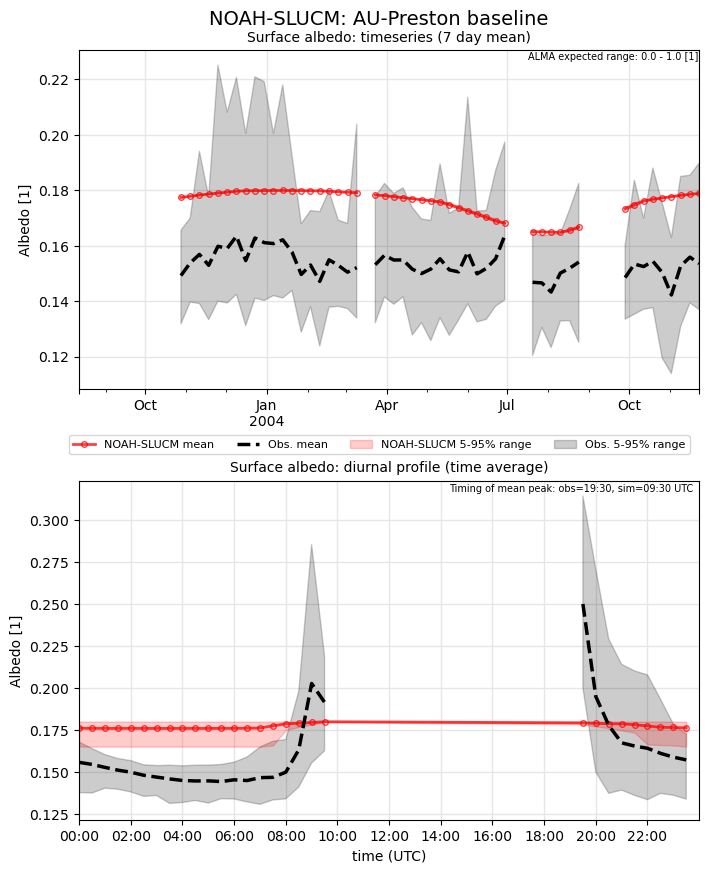 NOAH-SLUCM: AU-Preston baseline
Surface albedo: timeseries (7 day mean)
ALMA expected range: 0.0 - 1.0 [1]
Albedo [1]
0.22
0.20
0.18
0.16
0.14
0.12
Oct
Jan
2004
Apr
Jul
Oct
NOAH-SLUCM mean
Obs. mean
NOAH-SLUCM 5-95% range
Obs. 5-95% range
Surface albedo: diurnal profile (time average)
Timing of mean peak: obs=19:30, sim=09:30 UTC
Albedo [1]
0.300
0.275
0.250
0.225
0.200
0.175
0.150
0.125
00:00 02:00 04:00 06:00 08:00 10:00 12:00 14:00 16:00 18:00 20:00 22:00
time (UTC)